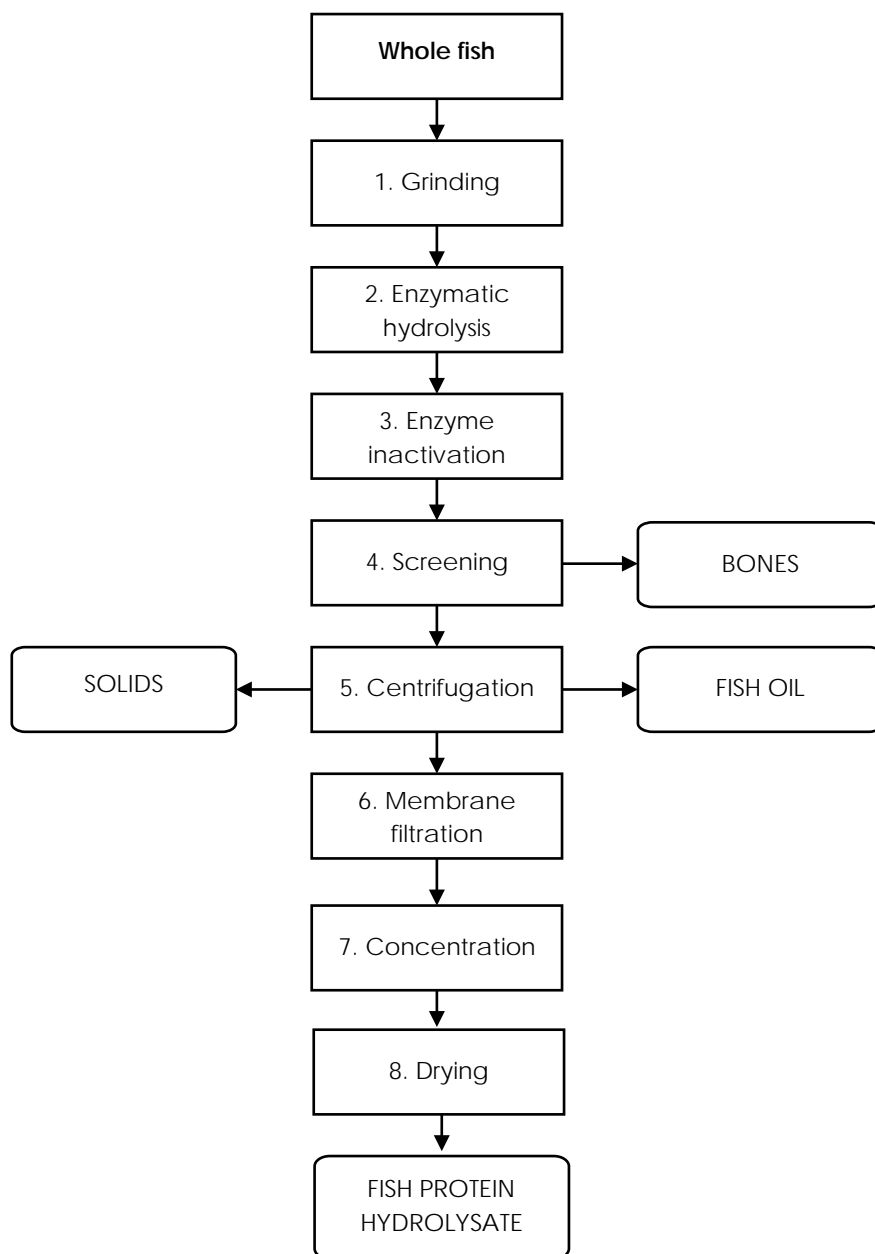 Whole fish
1. Grinding
2. Enzymatic
hydrolysis
3. Enzyme
inactivation
4. Screening
BONES
SOLIDS
5. Centrifugation
FISH OIL
6. Membrane
filtration
7. Concentration
8. Drying
FISH PROTEIN
HYDROLYSATE